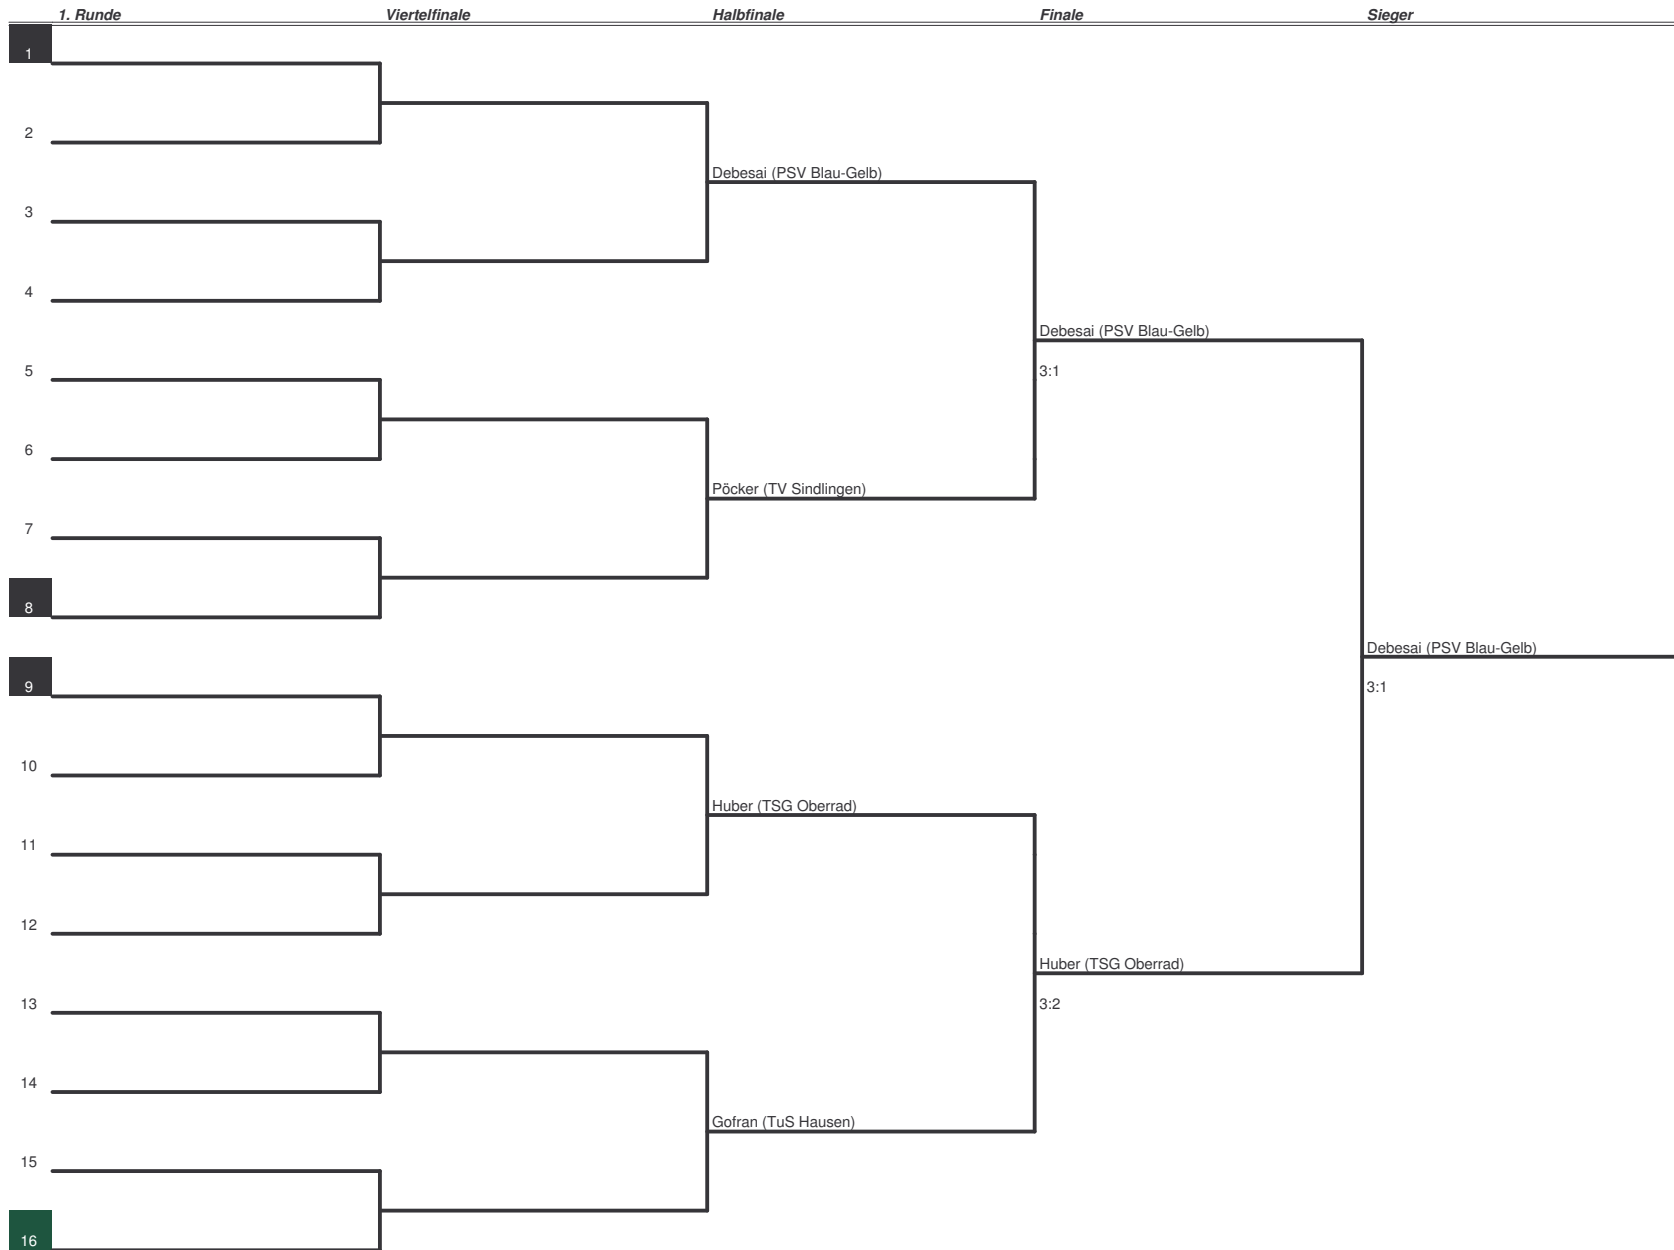 1. Runde Viertelfinale Halbfinale Finale Sieger
1
2
Debesai (PSV Blau-Gelb)
3
4
Debesai (PSV Blau-Gelb)
5
3:1
6
Pöcker (TV Sindlingen)
7
8
Debesai (PSV Blau-Gelb)
9
3:1
10
Huber (TSG Oberrad)
11
12
Huber (TSG Oberrad)
13
3:2
14
Gofran (TuS Hausen)
15
16